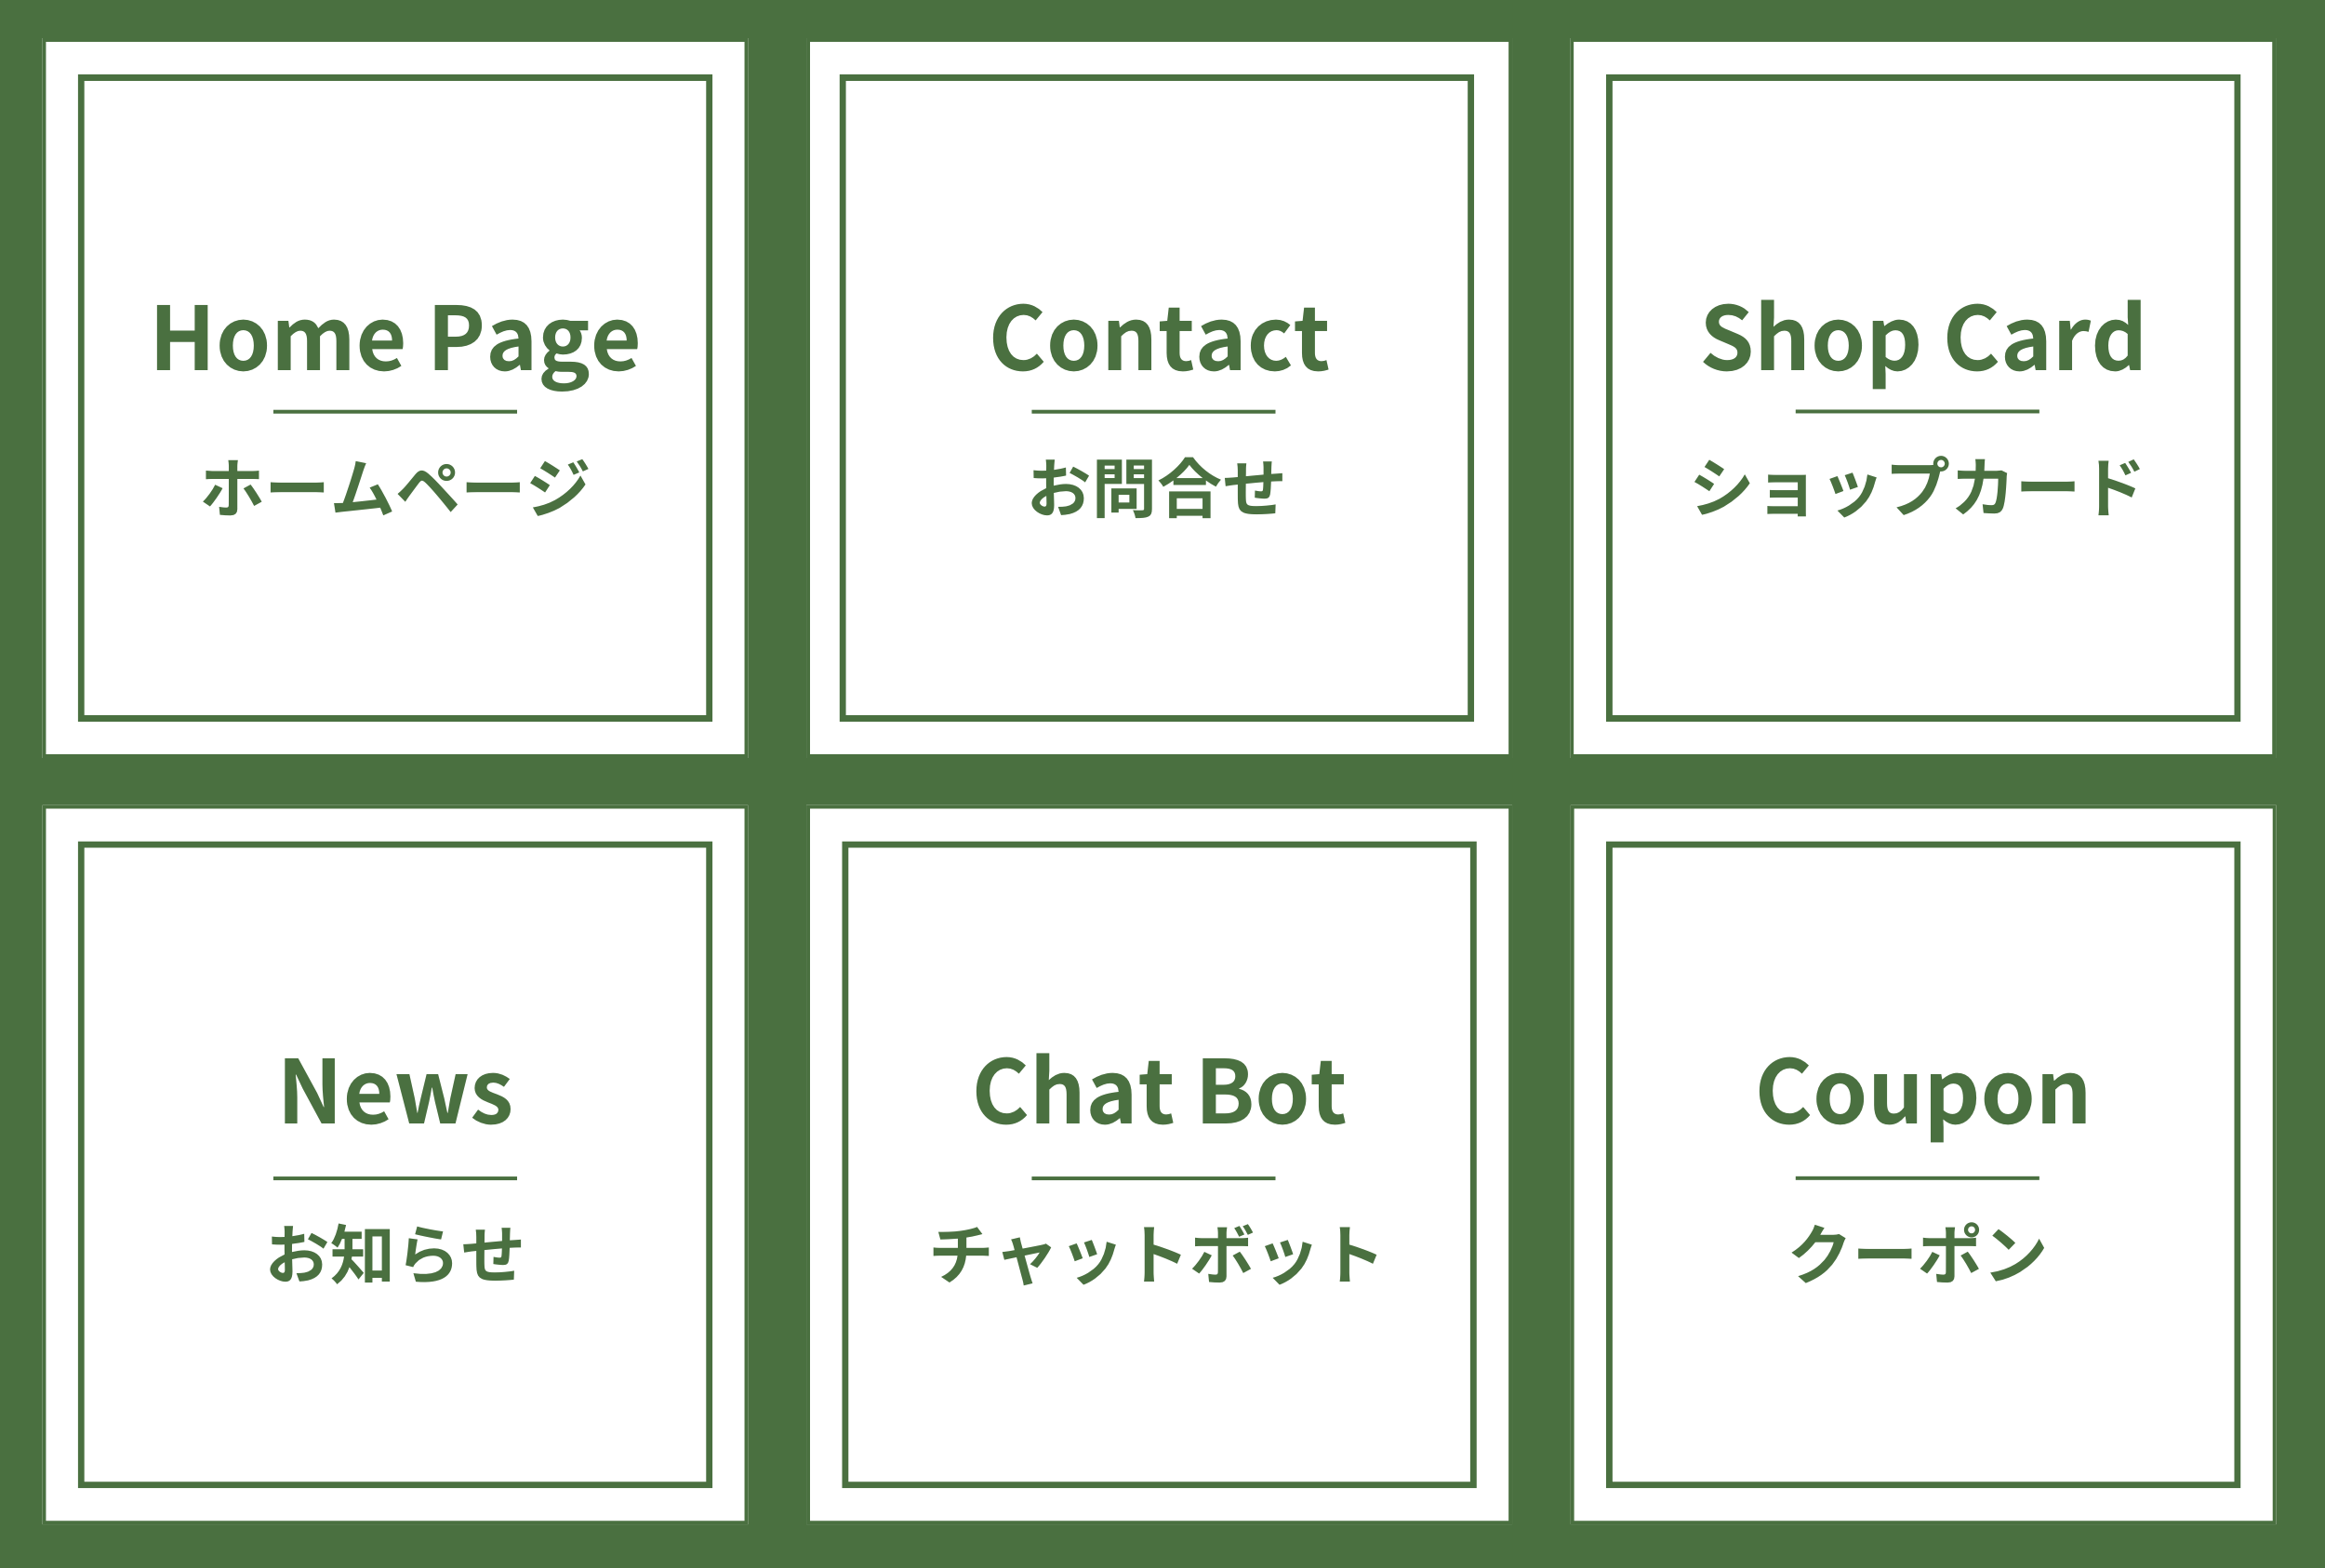 Home Page
ホームページ
Contact
お問合せ
Shop Card
ショップカード
News
お知らせ
Chat Bot
チャットボット
Coupon
クーポン